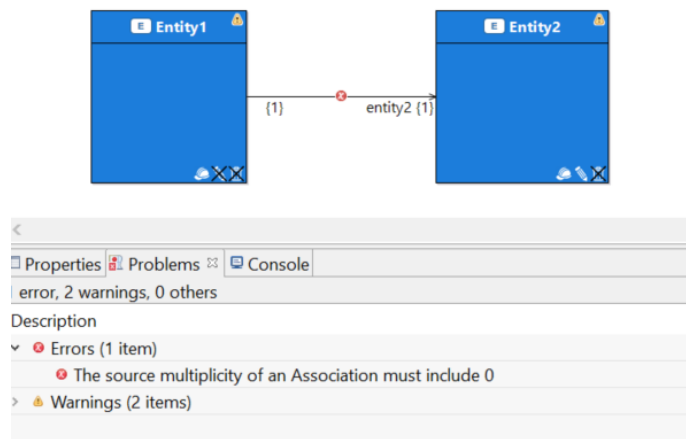 E Entity1
E Entity2
{1}
entity2 {1}
Properties Problems Console
error, 2 warnings, 0 others
Description
Errors (1 item)
The source multiplicity of an Association must include 0
Warnings (2 items)